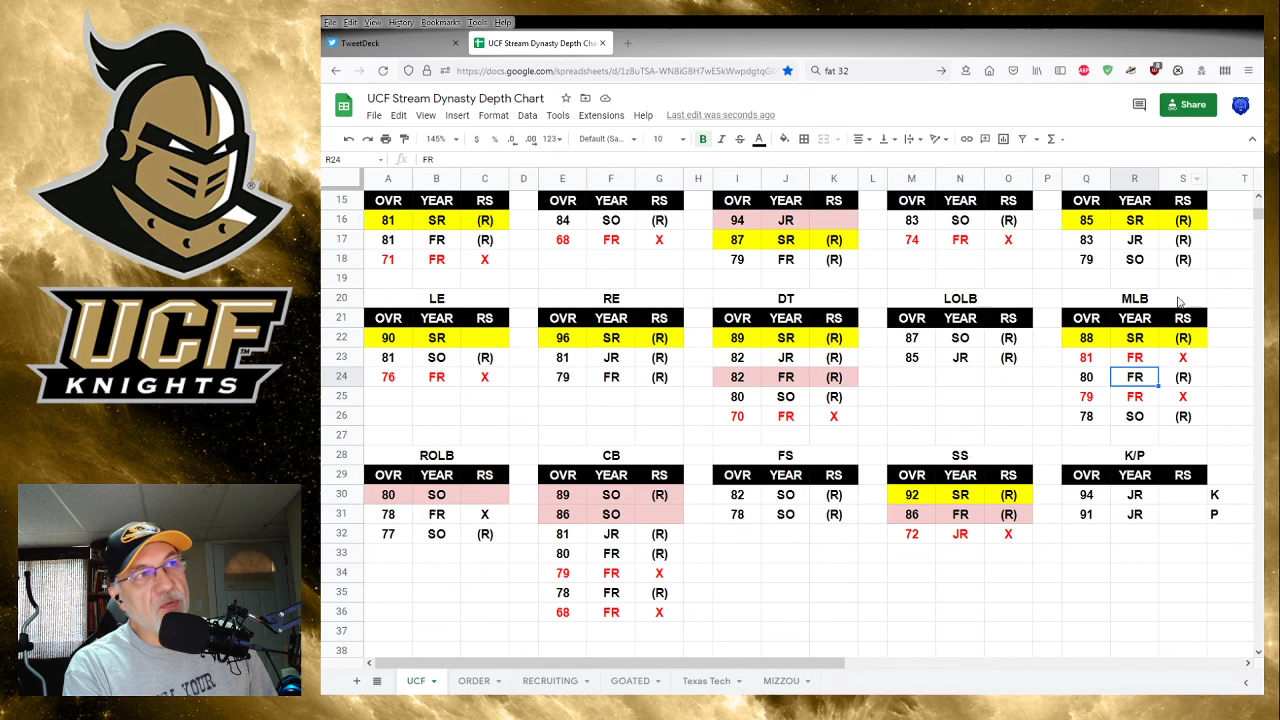 File Edit View History Bookmarks Tools Help
TweetDeck × UCF Stream Dynasty Depth Cha × +
https://docs.google.com/spreadsheets/d/ fat 32
UCF Stream Dynasty Depth Chart
File Edit View Insert Format Data Tools Extensions Help Last edit was seconds ago
Share
145% $ % .0 .00 123 Default (Sa... 10 B I S A
R24 fx FR
A B C D E F G H I J K L M N O P Q R S T
15 OVR YEAR RS OVR YEAR RS OVR YEAR RS OVR YEAR RS OVR YEAR RS
16 81 SR (R) 84 SO (R) 94 JR 83 SO (R) 85 SR (R)
17 81 FR (R) 68 FR X 87 SR (R) 74 FR X 83 JR (R)
18 71 FR X 79 FR (R) 79 SO (R)
19
20 LE RE DT LOLB MLB
21 OVR YEAR RS OVR YEAR RS OVR YEAR RS OVR YEAR RS OVR YEAR RS
22 90 SR 96 SR (R) 89 SR (R) 87 SO (R) 88 SR (R)
23 81 SO (R) 81 JR (R) 82 JR (R) 85 JR (R) 81 FR X
24 76 FR X 79 FR (R) 82 FR (R) 80 FR (R)
25 80 SO (R) 79 FR X
26 70 FR X 78 SO (R)
27
28 ROLB CB FS SS K/P
29 OVR YEAR RS OVR YEAR RS OVR YEAR RS OVR YEAR RS OVR YEAR RS
30 80 SO 89 SO (R) 82 SO (R) 92 SR (R) 94 JR K
31 78 FR X 86 SO 78 SO (R) 86 FR (R) 91 JR P
32 77 SO (R) 81 JR (R) 72 JR X
33 80 FR (R)
34 79 FR X
35 78 FR (R)
36 68 FR X
37
38
+ UCF ORDER RECRUITING GOATED Texas Tech MIZZOU
®
UCF
TM
KNIGHTS
YOUR